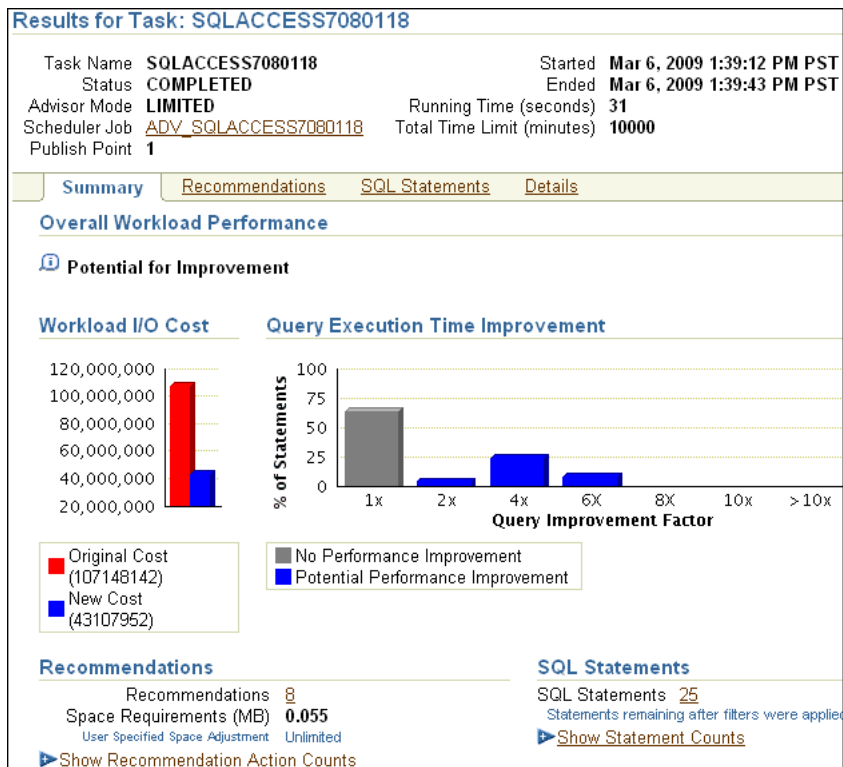 Results for Task: SQLACCESS7080118
Task Name SQLACCESS7080118
Started Mar 6, 2009 1:39:12 PM PST
Status COMPLETED
Ended Mar 6, 2009 1:39:43 PM PST
Advisor Mode LIMITED
Running Time (seconds) 31
Scheduler Job ADV_SQLACCESS7080118
Total Time Limit (minutes) 10000
Publish Point 1
Summary Recommendations SQL Statements Details
Overall Workload Performance
Potential for Improvement
Workload I/O Cost
120,000,000
100,000,000
80,000,000
60,000,000
40,000,000
20,000,000
Original Cost
(107148142)
New Cost
(43107952)
Query Execution Time Improvement
% of Statements
100
75
50
25
0
1x 2x 4x 6X 8X 10x >10x
Query Improvement Factor
No Performance Improvement
Potential Performance Improvement
Recommendations
Recommendations 8
Space Requirements (MB) 0.055
User Specified Space Adjustment Unlimited
Show Recommendation Action Counts
SQL Statements
SQL Statements 25
Statements remaining after filters were applied
Show Statement Counts